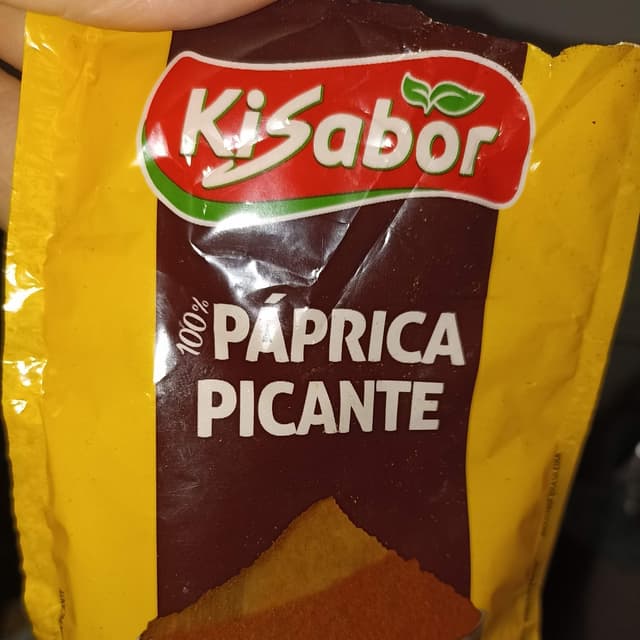 KiSabor
100%
PÁPRICA
PICANTE